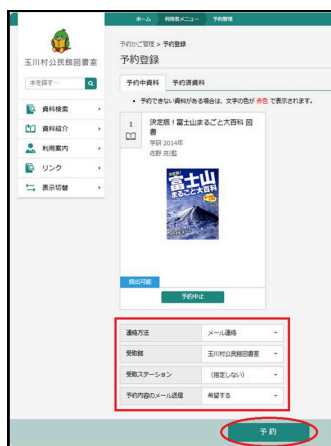 ホーム 利用者メニュー 予約管理
玉川村公民館図書室
本を探す…
資料検索
資料紹介
利用案内
リンク
表示切替
予約かご管理 > 予約登録
予約登録
予約中資料 予約済資料
・ 予約できない資料がある場合は、文字の色が 赤色 で表示されます。
1
決定版!富士山まるごと大百科 図
書
学研 2014年
佐野 充∥監
富士山
まるごと大百科
貸出可能
予約中止
連絡方法 メール連絡
受取館 玉川村公民館図書室
受取ステーション (指定しない)
予約内容のメール送信 希望する
予約